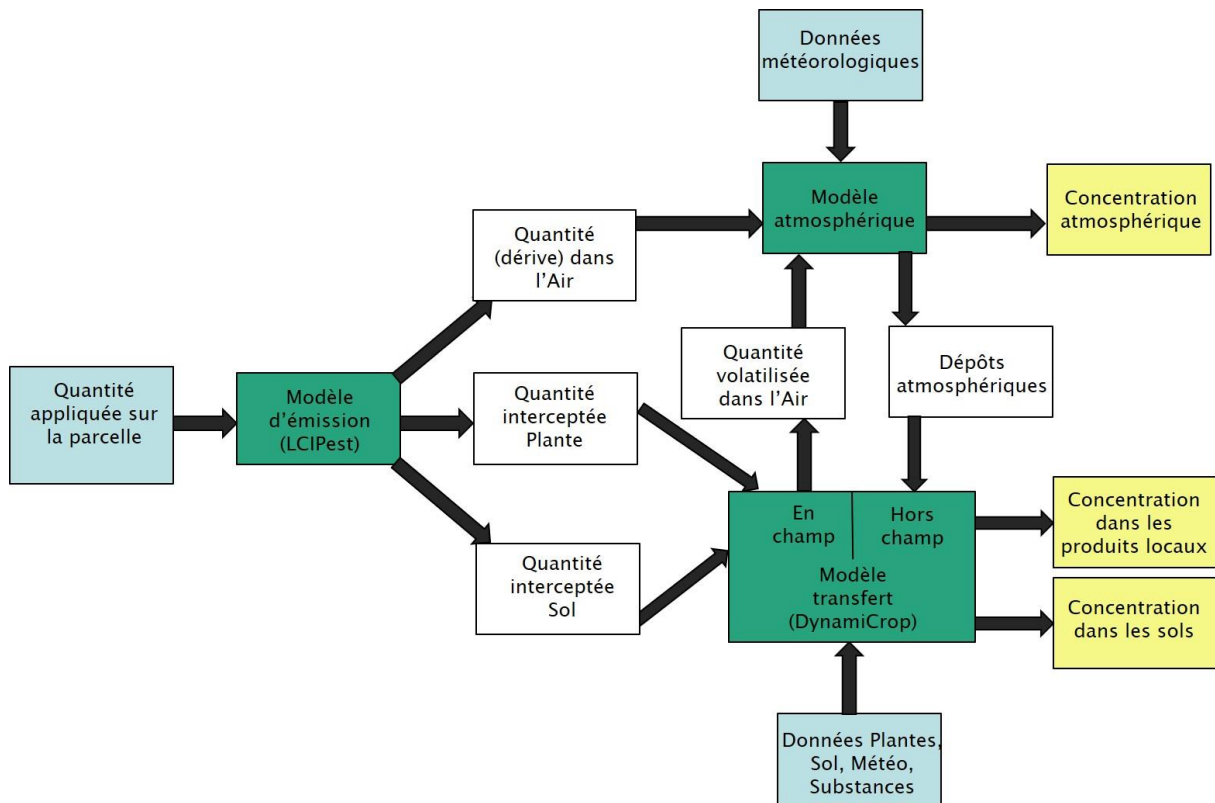 Données
météorologiques
Modèle
atmosphérique
Concentration
atmosphérique
Quantité
(dérive) dans
l'Air
Quantité
volatilisée
dans l'Air
Dépôts
atmosphériques
Quantité
appliquée sur
la parcelle
Modèle
d'émission
(LCIPest)
Quantité
interceptée
Plante
Quantité
interceptée
Sol
En
champ
Hors
champ
Modèle
transfert
(DynamiCrop)
Concentration
dans les
produits locaux
Concentration
dans les sols
Données Plantes,
Sol, Météo,
Substances